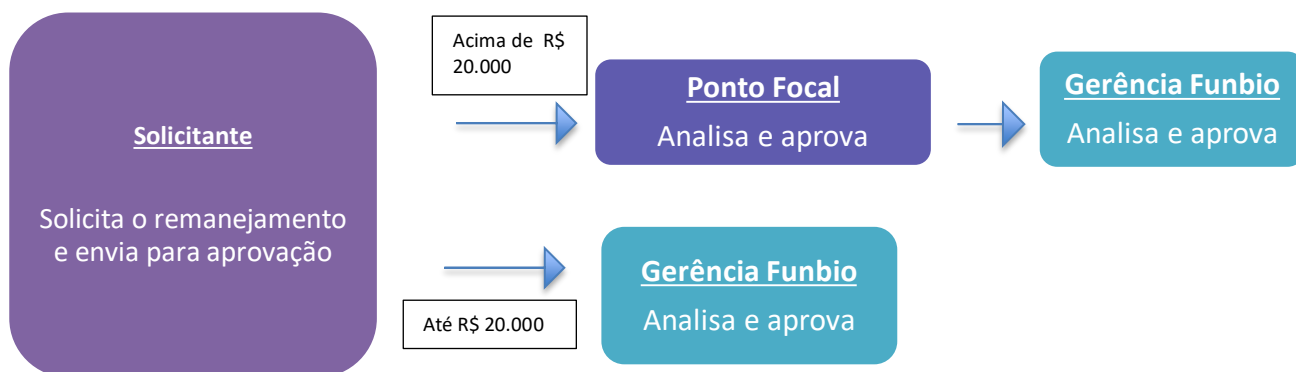 Solicitante
Solicita o remanejamento
e envia para aprovação
Acima de R$
20.000
Ponto Focal
Analisa e aprova
Gerência Funbio
Analisa e aprova
Até R$ 20.000
Gerência Funbio
Analisa e aprova